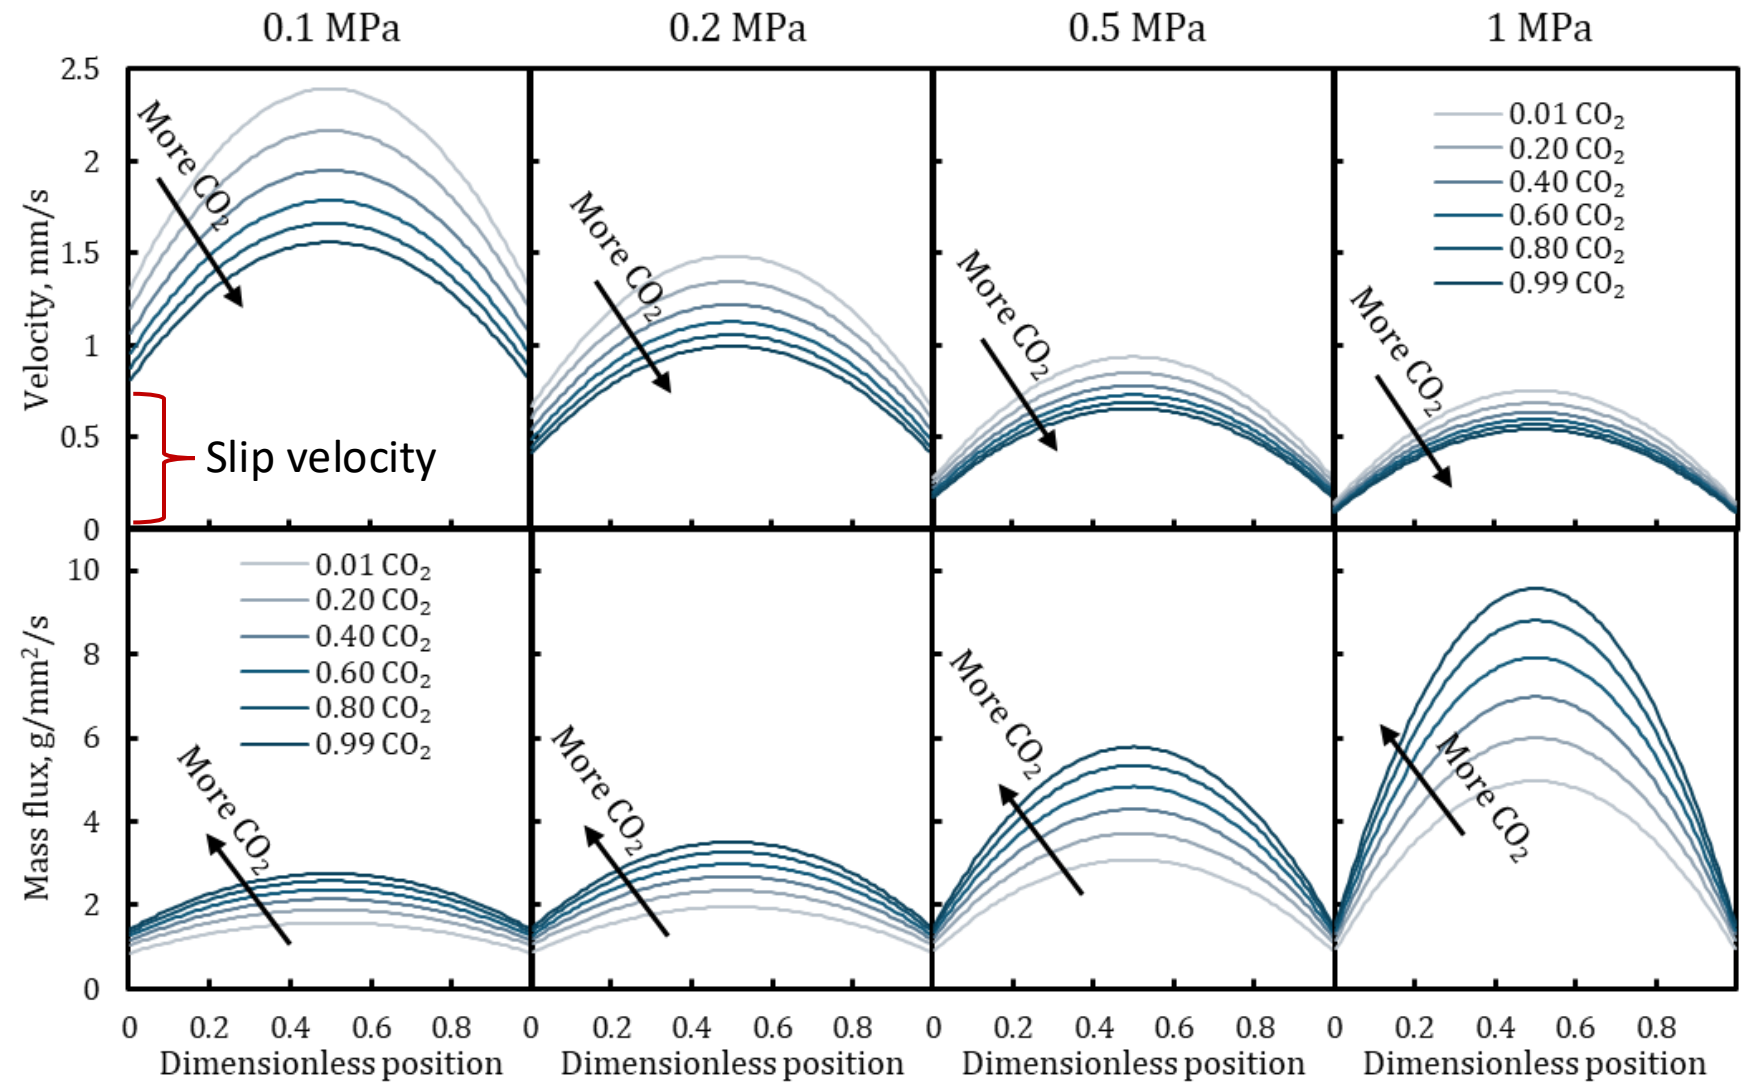 0.1 MPa
0.2 MPa
0.5 MPa
1 MPa
Velocity, mm/s
2.5
2
1.5
1
0.5
0
More CO₂
Slip velocity
More CO₂
More CO₂
More CO₂
0.01 CO₂
0.20 CO₂
0.40 CO₂
0.60 CO₂
0.80 CO₂
0.99 CO₂
Mass flux, g/mm²/s
10
8
6
4
2
0
0.01 CO₂
0.20 CO₂
0.40 CO₂
0.60 CO₂
0.80 CO₂
0.99 CO₂
More CO₂
More CO₂
More CO₂
More CO₂
0 0.2 0.4 0.6 0.8 0 0.2 0.4 0.6 0.8 0 0.2 0.4 0.6 0.8 0 0.2 0.4 0.6 0.8
Dimensionless position
Dimensionless position
Dimensionless position
Dimensionless position